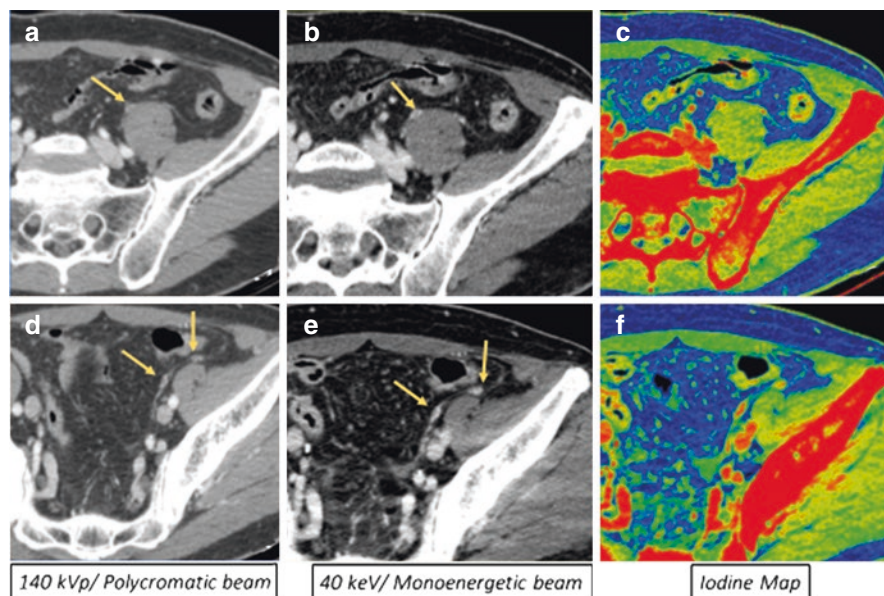 a
b
c
d
e
f
140 kVp/ Polycromatic beam
40 keV/ Monoenergetic beam
Iodine Map